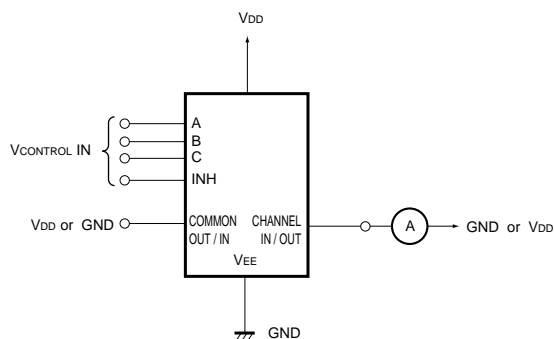 VDD
A
VCONTROL IN
B
C
INH
VDD or GND
COMMON
OUT / IN
CHANNEL
IN / OUT
A
GND or VDD
VEE
GND